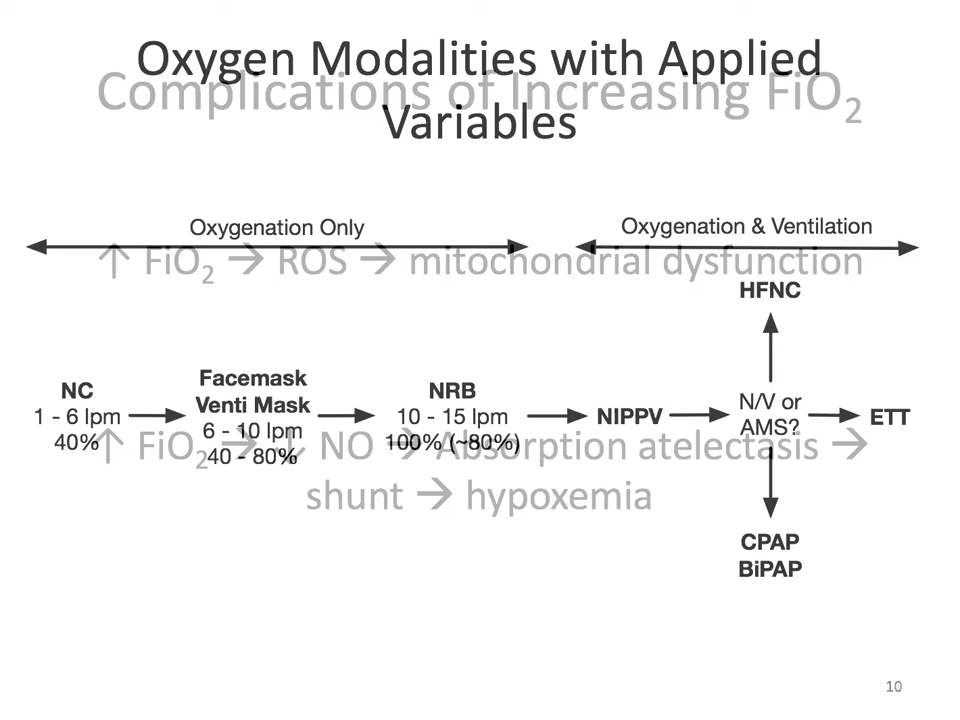 Oxygen Modalities with Applied
Variables
Complications of Increasing FiO₂
Oxygenation Only
Oxygenation & Ventilation
↑ FiO₂ → ROS → mitochondrial dysfunction
HFNC
NC
1 - 6 lpm
40%
Facemask
Venti Mask
6 - 10 lpm
40 - 80%
NRB
10 - 15 lpm
100% (~80%)
NIPPV
N/V or
AMS?
ETT
↑ FiO₂ → ↓ NO → Absorption atelectasis →
shunt → hypoxemia
CPAP
BiPAP
10